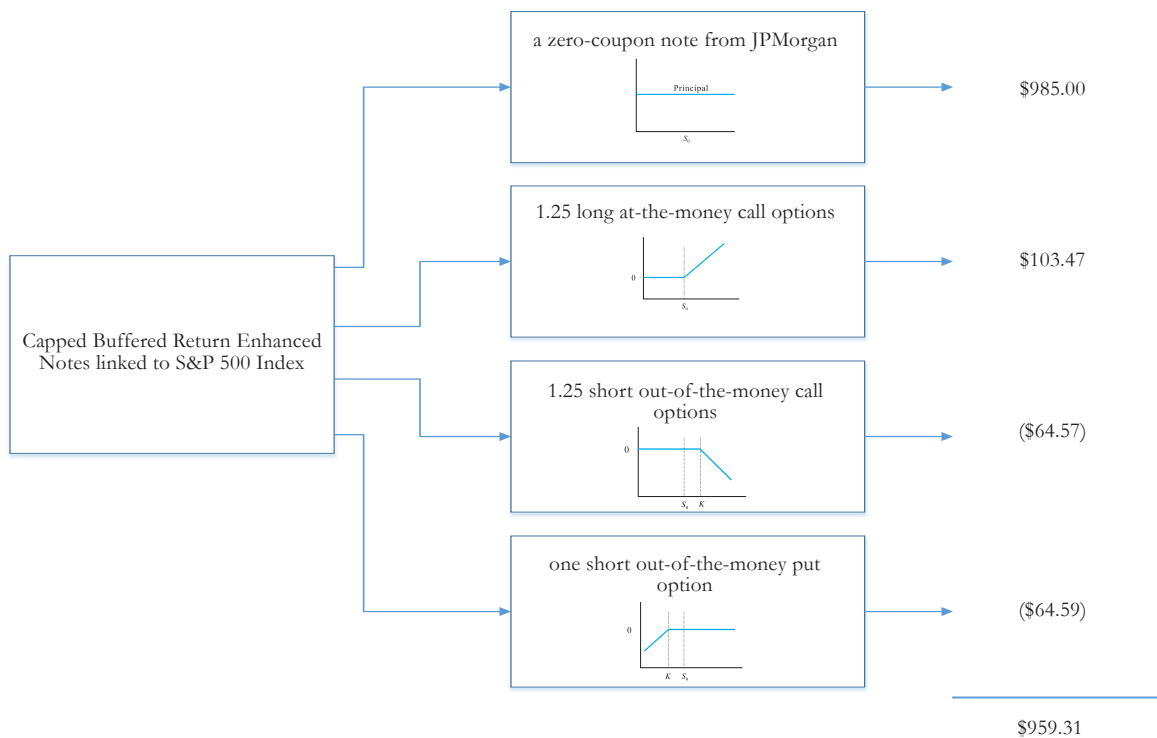 a zero-coupon note from JPMorgan
Principal
S₀
$985.00
1.25 long at-the-money call options
0
S₀
$103.47
Capped Buffered Return Enhanced
Notes linked to S&P 500 Index
1.25 short out-of-the-money call
options
0
S₀ K
($64.57)
one short out-of-the-money put
option
0
K S₀
($64.59)
$959.31